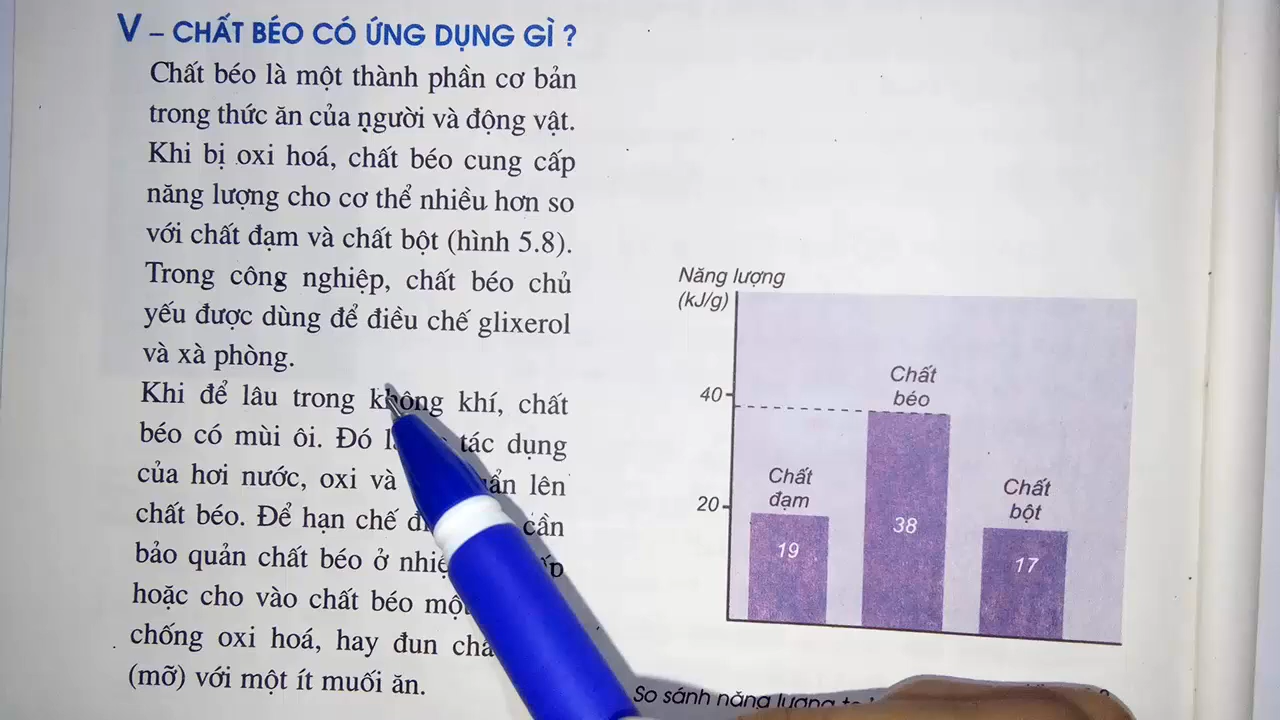 V – CHẤT BÉO CÓ ỨNG DỤNG GÌ ?
Chất béo là một thành phần cơ bản
trong thức ăn của người và động vật.
Khi bị oxi hoá, chất béo cung cấp
năng lượng cho cơ thể nhiều hơn so
với chất đạm và chất bột (hình 5.8).
Trong công nghiệp, chất béo chủ
yếu được dùng để điều chế glixerol
và xà phòng.
Khi để lâu trong không khí, chất
béo có mùi ôi. Đó tác dụng
của hơi nước, oxi và lên
chất béo. Để hạn chế cần
bảo quản chất béo ở
hoặc cho vào chất béo
chống oxi hoá, hay đun
(mỡ) với một ít muối ăn.
Năng lượng
(kJ/g)
40
20
Chất
đạm
19
Chất
béo
38
Chất
bột
17
So sánh năng lượng